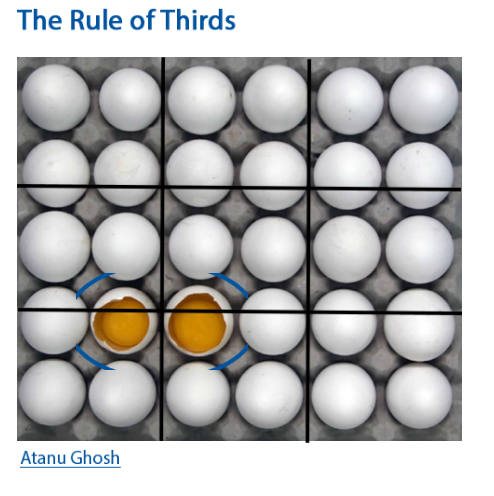 The Rule of Thirds
Atanu Ghosh